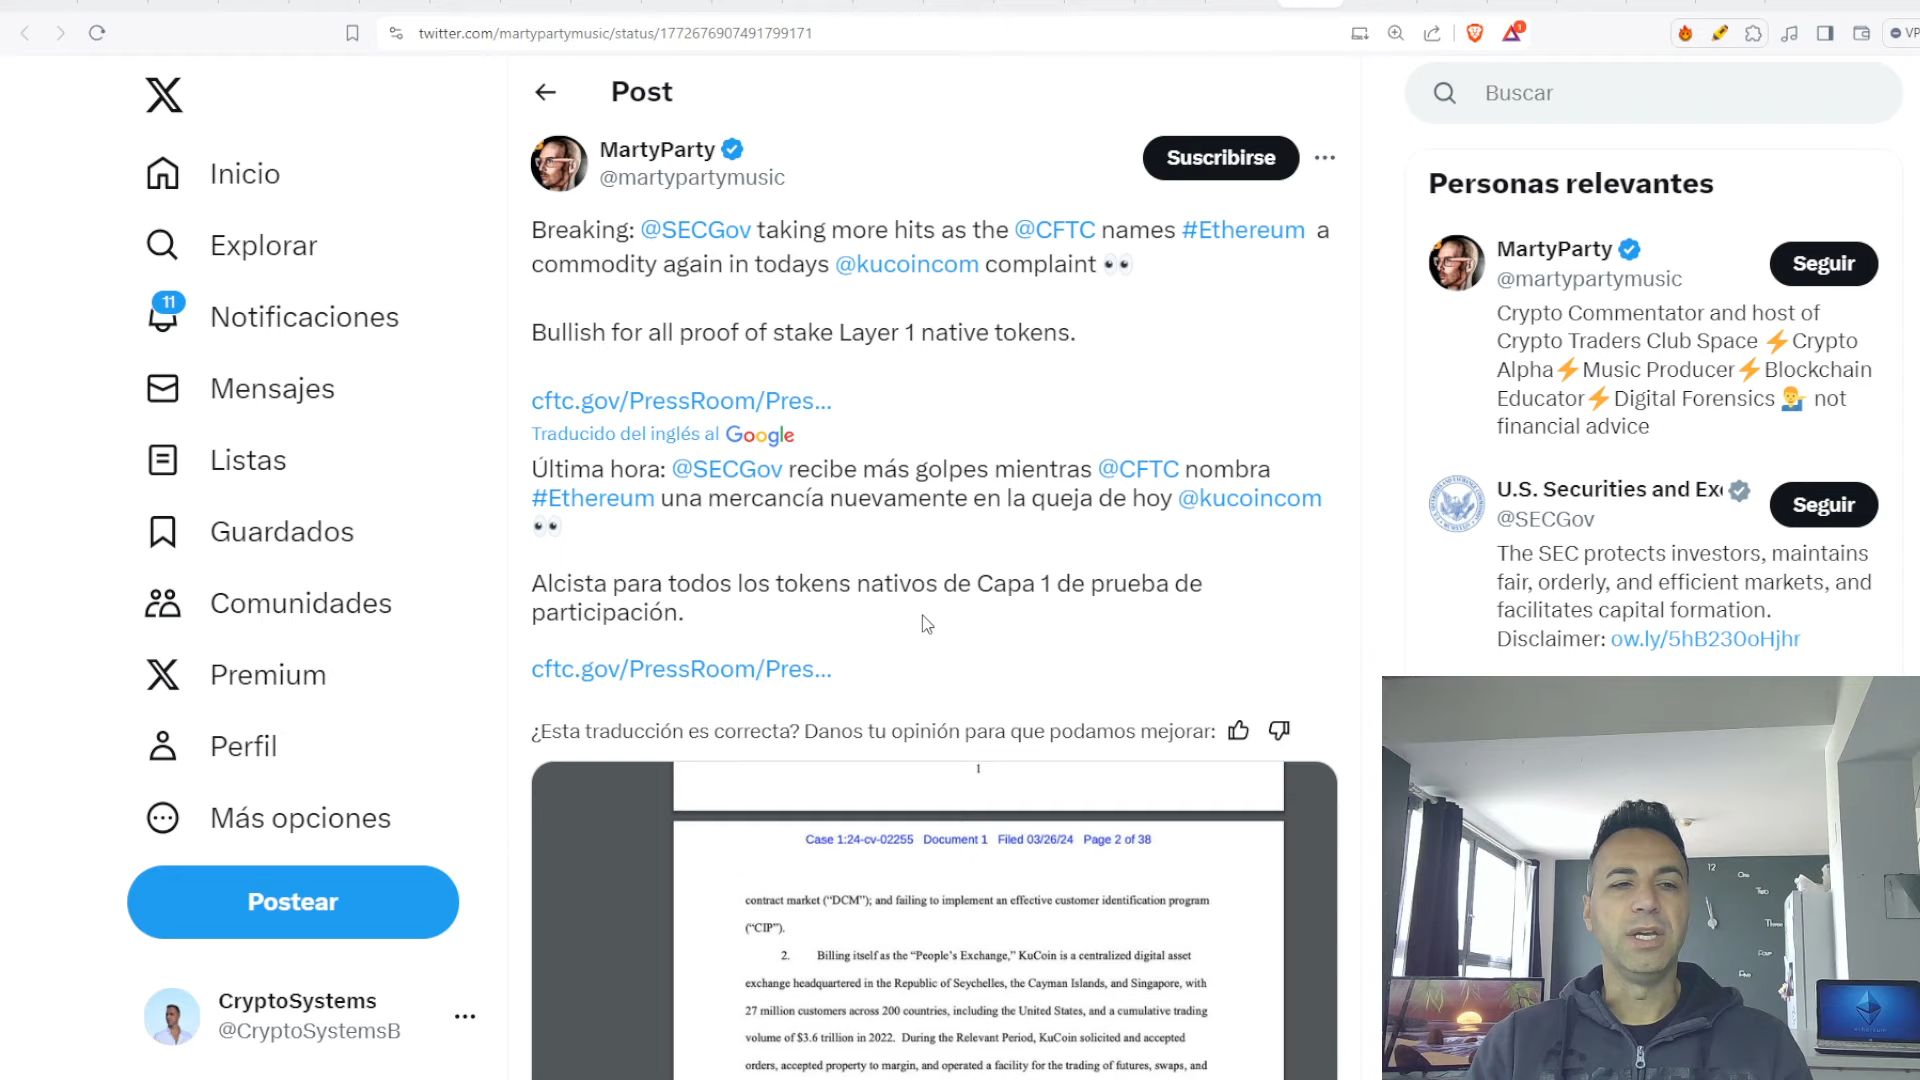 twitter.com/martypartymusic/status/1772676907491799171
1
VP
Inicio
Explorar
11
Notificaciones
Mensajes
Listas
Guardados
Comunidades
Premium
Perfil
Más opciones
Postear
CryptoSystems
@CryptoSystemsB
Post
MartyParty
@martypartymusic
Suscribirse
Breaking: @SECGov taking more hits as the @CFTC names #Ethereum a
commodity again in todays @kucoincom complaint 👀
Bullish for all proof of stake Layer 1 native tokens.
cftc.gov/PressRoom/Pres...
Traducido del inglés al Google
Última hora: @SECGov recibe más golpes mientras @CFTC nombra
#Ethereum una mercancía nuevamente en la queja de hoy @kucoincom
👀
Alcista para todos los tokens nativos de Capa 1 de prueba de
participación.
cftc.gov/PressRoom/Pres...
¿Esta traducción es correcta? Danos tu opinión para que podamos mejorar:
1
Case 1:24-cv-02255 Document 1 Filed 03/26/24 Page 2 of 38
contract market (“DCM”); and failing to implement an effective customer identification program
(“CIP”).
2. Billing itself as the “People’s Exchange,” KuCoin is a centralized digital asset
exchange headquartered in the Republic of Seychelles, the Cayman Islands, and Singapore, with
27 million customers across 200 countries, including the United States, and a cumulative trading
volume of $3.6 trillion in 2022. During the Relevant Period, KuCoin solicited and accepted
orders, accepted property to margin, and operated a facility for the trading of futures, swaps, and
Buscar
Personas relevantes
MartyParty
@martypartymusic
Seguir
Crypto Commentator and host of
Crypto Traders Club Space ⚡Crypto
Alpha⚡Music Producer⚡Blockchain
Educator⚡Digital Forensics 💁‍♂️ not
financial advice
U.S. Securities and Ex
@SECGov
Seguir
The SEC protects investors, maintains
fair, orderly, and efficient markets, and
facilitates capital formation.
Disclaimer: ow.ly/5hB230oHjhr
12
One
Two
Three
Four
Five
ethereum